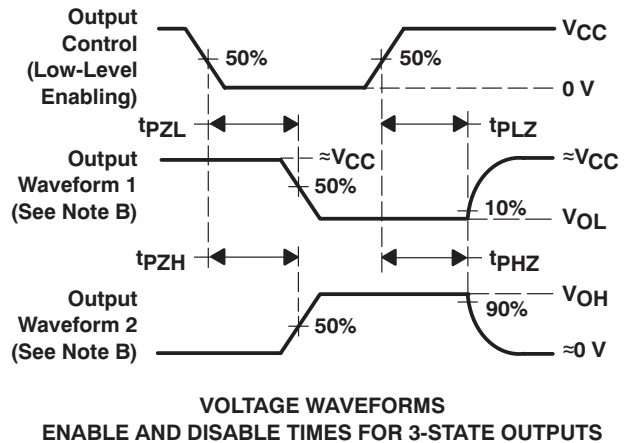 Output
Control
(Low-Level
Enabling)
50%
50%
VCC
0 V
tPZL
tPLZ
Output
Waveform 1
(See Note B)
≈VCC
50%
≈VCC
10%
VOL
tPZH
tPHZ
Output
Waveform 2
(See Note B)
50%
VOH
90%
≈0 V
VOLTAGE WAVEFORMS
ENABLE AND DISABLE TIMES FOR 3-STATE OUTPUTS